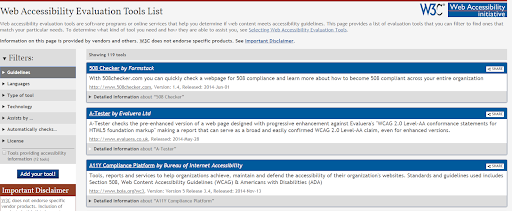 Web Accessibility Evaluation Tools List
W3C Web Accessibility Initiative
Web accessibility evaluation tools are software programs or online services that help you determine if web content meets accessibility guidelines. This page provides a list of evaluation tools that you can filter to find ones that
match your particular needs. To determine what kind of tool you need and how they are able to assist you, see Selecting Web Accessibility Evaluation Tools.
Information on this page is provided by vendors and others. W3C does not endorse specific products. See Important Disclaimer.
Filters:
Guidelines
Languages
Type of tool
Technology
Assists by ...
Automatically checks...
License
Tools providing accessibility
information
Add your tool!
Important Disclaimer
W3C does not endorse specific
vendor products. Inclusion of
Showing 119 tools
508 Checker by Formstack
SHARE
With 508checker.com you can quickly check a webpage for 508 compliance and learn more about how to become 508 compliant across your entire organization
http://www.508checker.com, Version: 1.4, Released: 2014-Jun-01
Detailed information about "508 Checker"
A-Tester by Evaluera Ltd
SHARE
A-Tester checks the pre-enhanced version of a web page designed with progressive enhancement against Evaluera's "WCAG 2.0 Level-AA conformance statements for
HTML5 foundation markup" making a report that can serve as a broad and easily confirmed WCAG 2.0 Level-AA claim, even for enhanced versions.
http://www.evaluera.co.uk, Released: 2014-May-28
Detailed information about "A-Tester"
A11Y Compliance Platform by Bureau of Internet Accessibility
SHARE
Tools, reports and services to help organizations achieve, maintain and defend the accessibility of their organization's websites. Standards and guidelines used includes
Section 508, Web Content Accessibility Guidelines (WCAG) & Americans with Disabilities (ADA)
http://www.boia.org/wc3, Version: Version 5 Release 3.4, Released: 2014-Nov-13
Detailed information about "A11Y Compliance Platform"